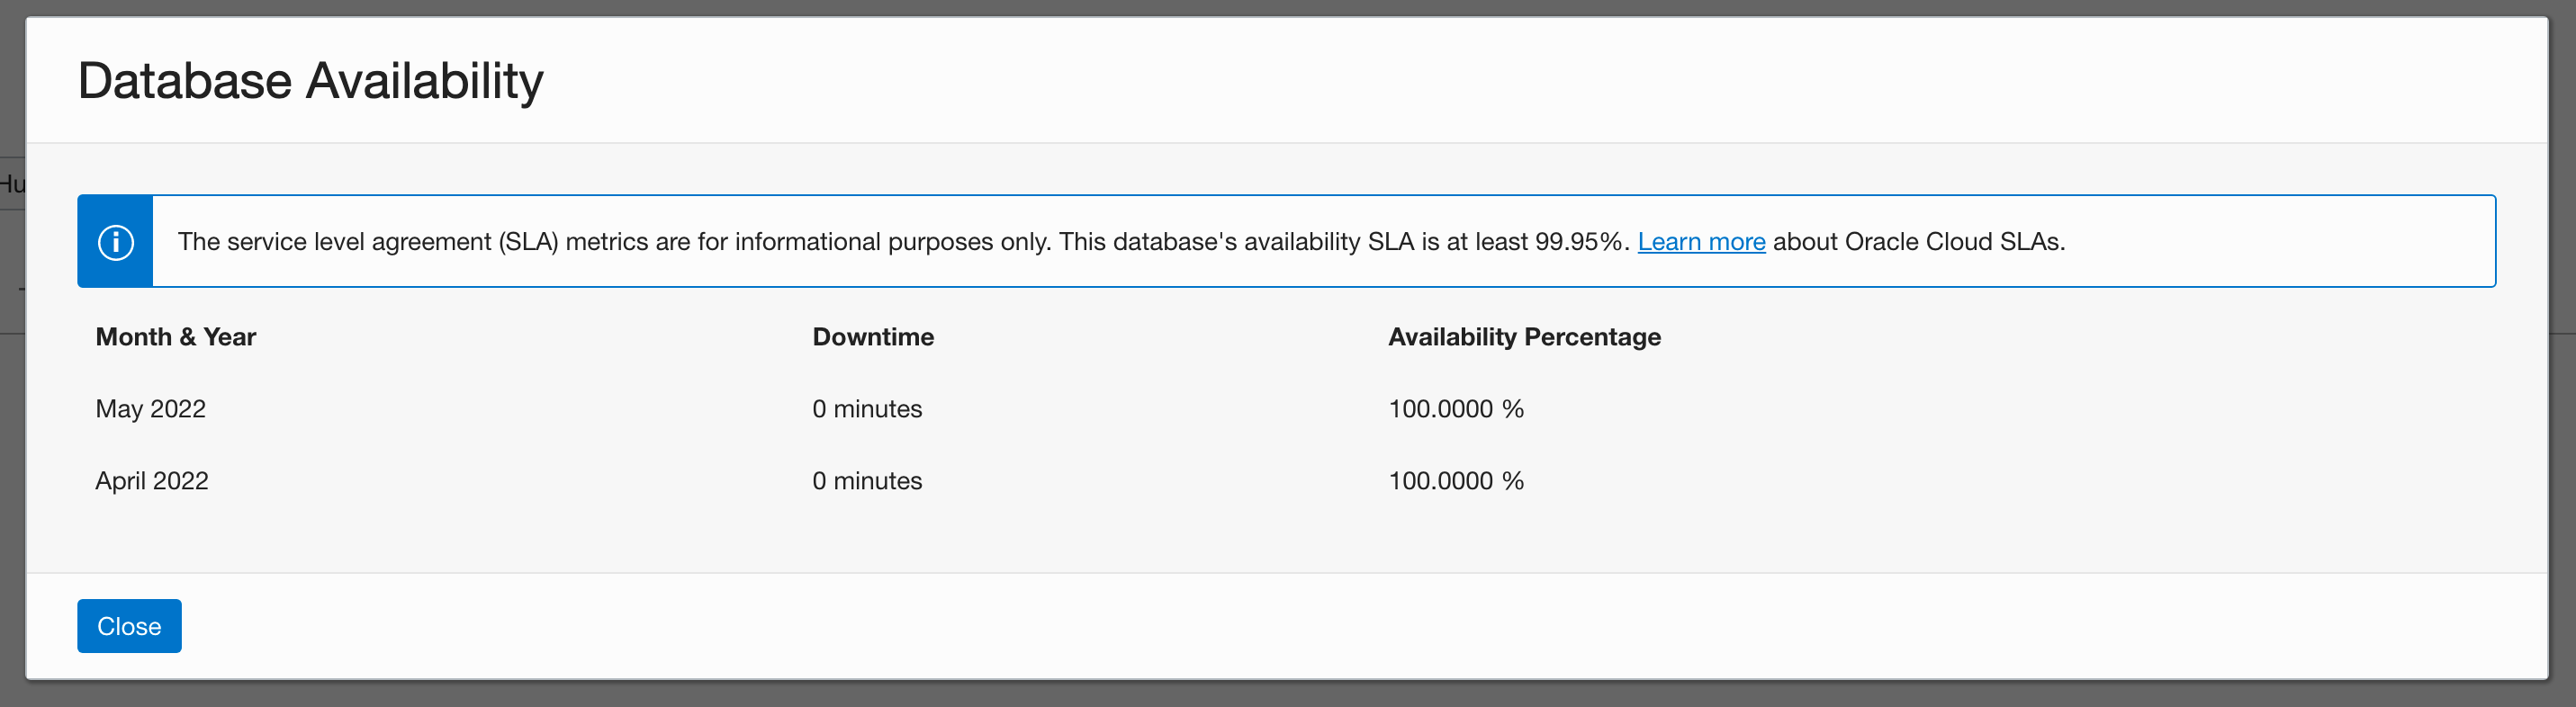 Database Availability
Hu
The service level agreement (SLA) metrics are for informational purposes only. This database's availability SLA is at least 99.95%. Learn more about Oracle Cloud SLAs.
Month & Year Downtime Availability Percentage
May 2022 0 minutes 100.0000 %
April 2022 0 minutes 100.0000 %
Close